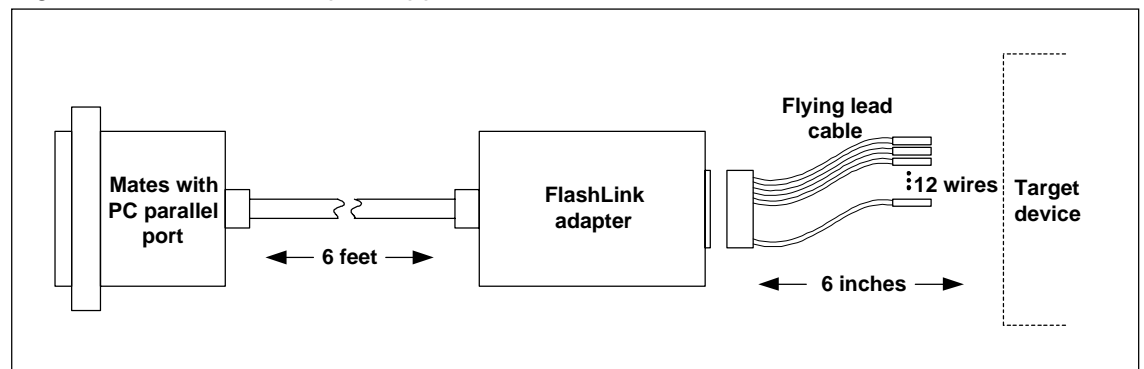 Mates with
PC parallel
port
6 feet
FlashLink
adapter
Flying lead
cable
12 wires
6 inches
Target
device